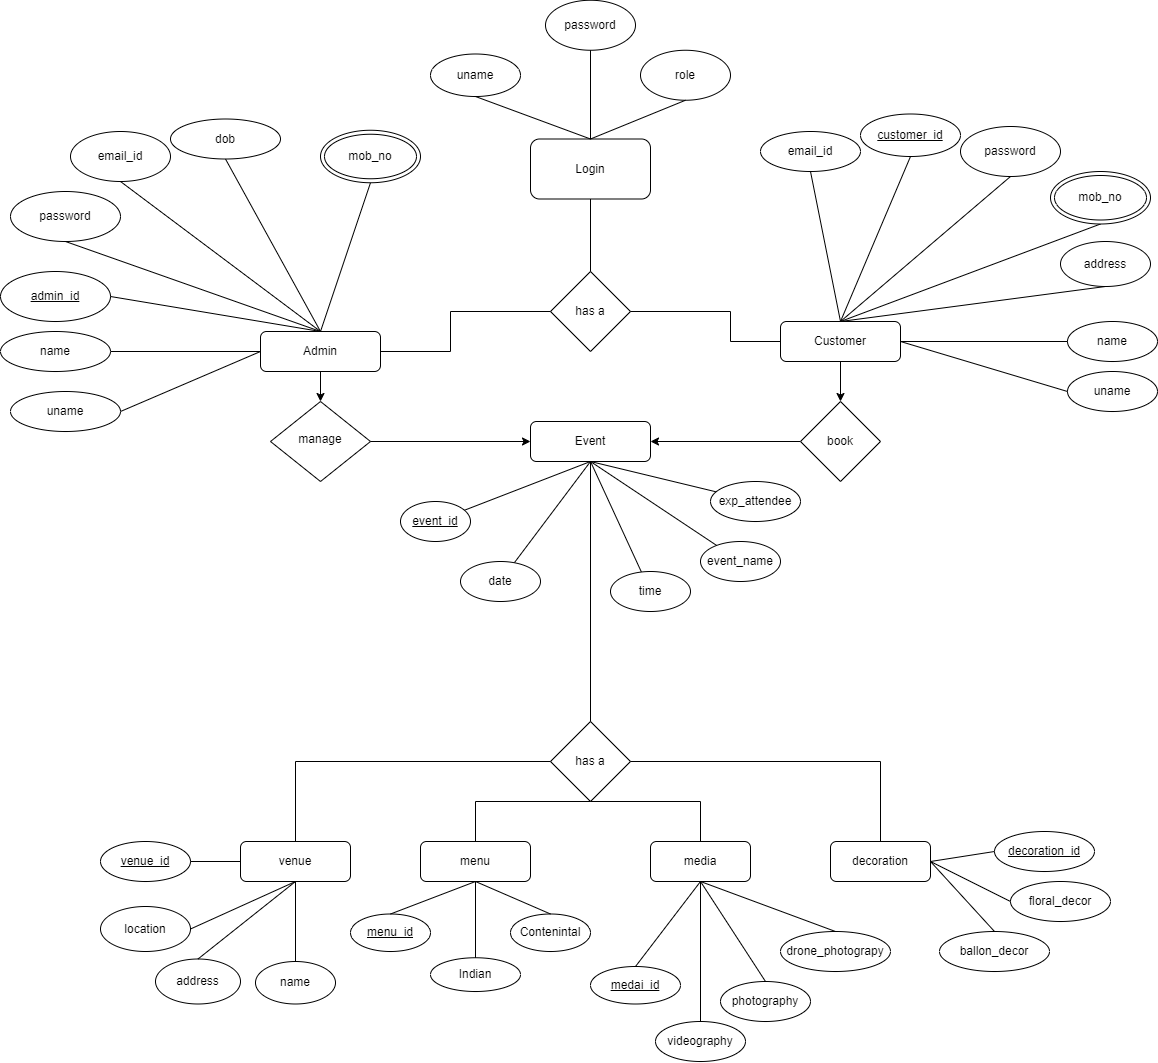 password
uname
role
Login
email_id
dob
mob_no
password
admin_id
name
uname
Admin
has a
email_id
customer_id
password
mob_no
address
name
uname
Customer
manage
Event
book
event_id
date
time
event_name
exp_attendee
has a
venue
menu
media
decoration
venue_id
location
address
name
menu_id
Indian
Contenintal
medai_id
videography
photography
drone_photograpy
decoration_id
floral_decor
ballon_decor